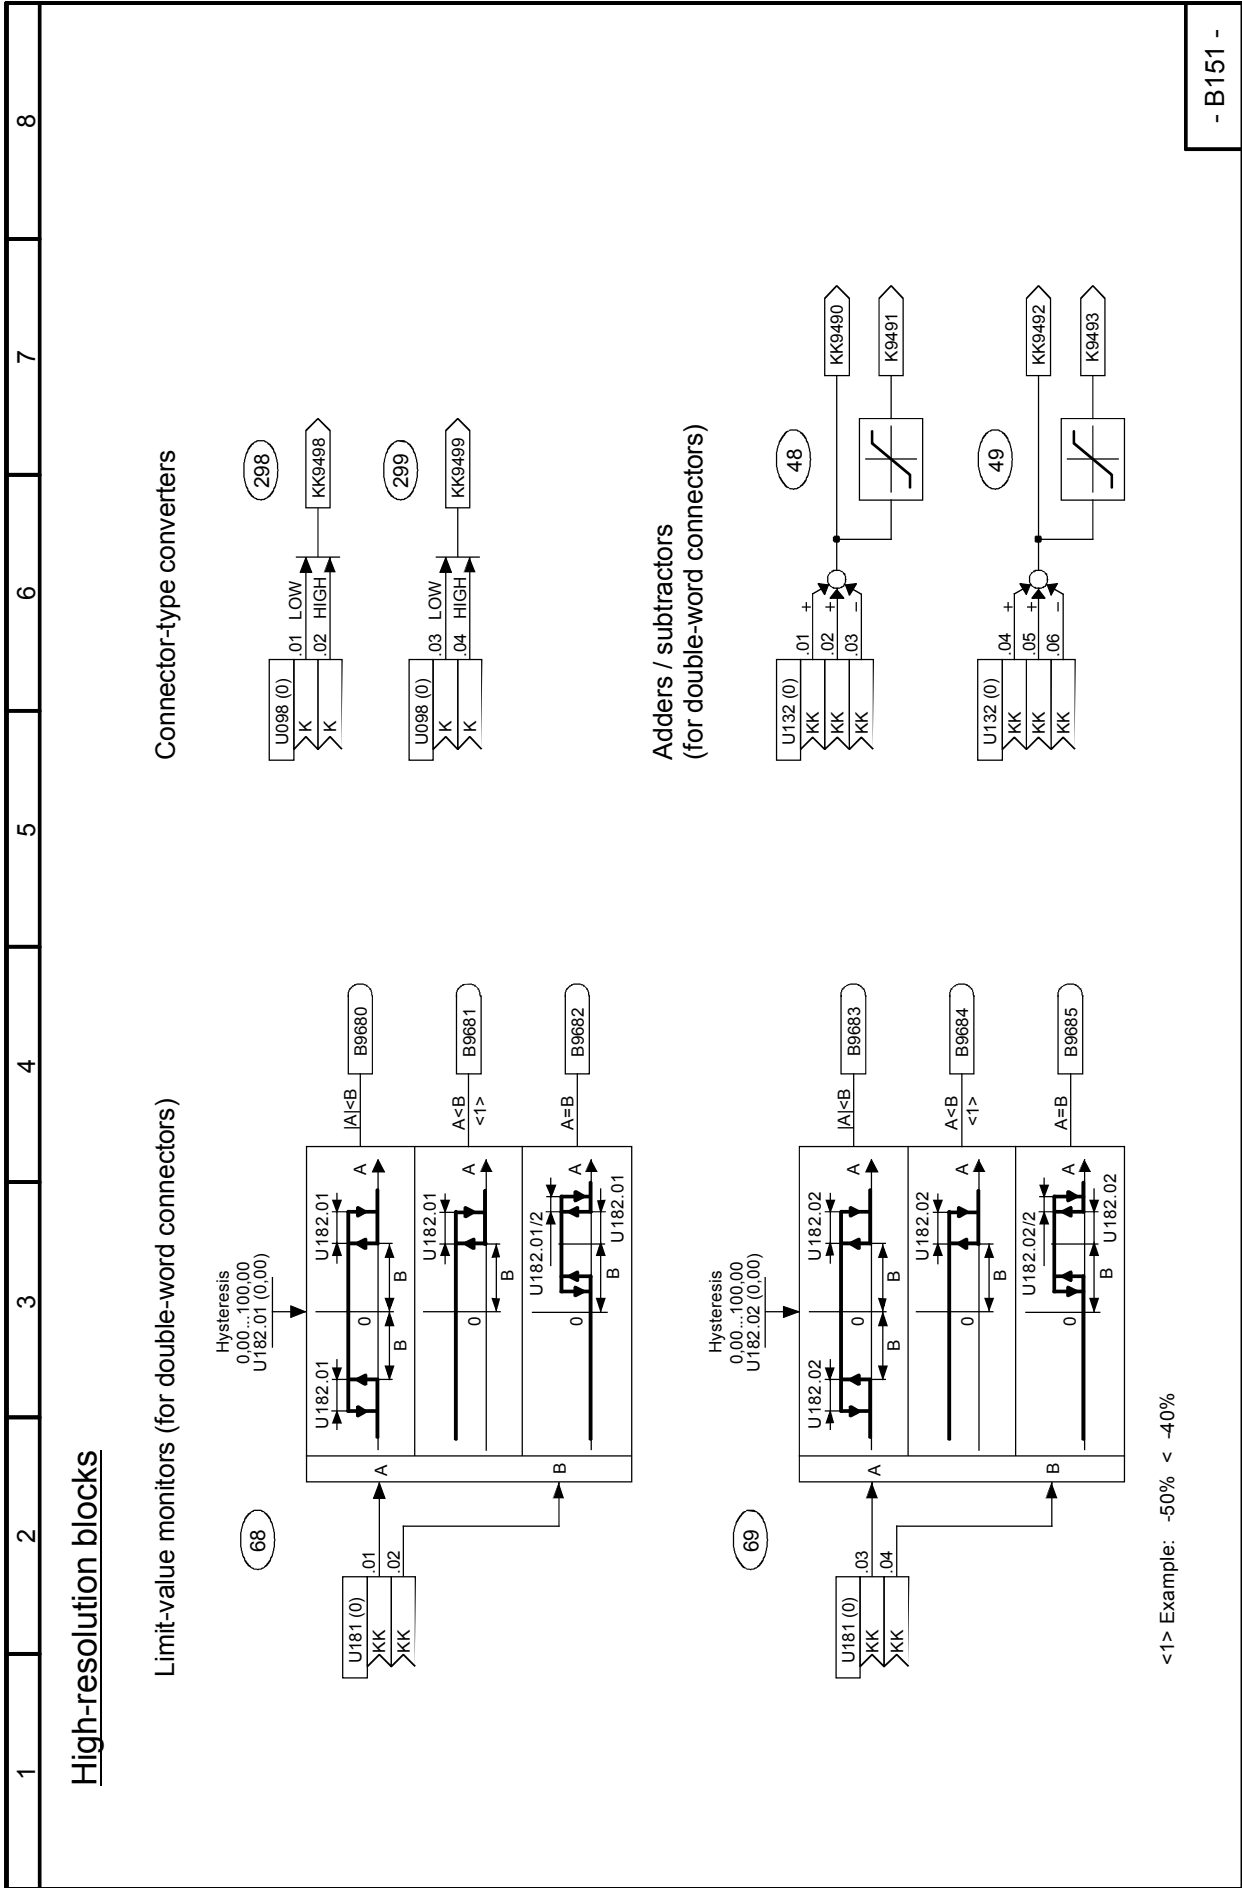 1 2 3 4 5 6 7 8
High-resolution blocks
Limit-value monitors (for double-word connectors)
Hysteresis
0,00...100,00
U182.01 (0,00)
68
U181 (0)
KK .01
KK .02
A
B
U182.01 U182.01
B 0 B A
|A|<B
B9680
U182.01
0 B A
A<B
<1>
B9681
U182.01/2
0 B A
U182.01
A=B
B9682
Hysteresis
0,00...100,00
U182.02 (0,00)
69
U181 (0)
KK .03
KK .04
A
B
U182.02 U182.02
B 0 B A
|A|<B
B9683
U182.02
0 B A
A<B
<1>
B9684
U182.02/2
0 B A
U182.02
A=B
B9685
<1> Example: -50% < -40%
Connector-type converters
298
U098 (0)
K .01 LOW
K .02 HIGH
KK9498
299
U098 (0)
K .03 LOW
K .04 HIGH
KK9499
Adders / subtractors
(for double-word connectors)
48
U132 (0)
KK .01 +
KK .02 +
KK .03 –
KK9490
K9491
49
U132 (0)
KK .04 +
KK .05 +
KK .06 –
KK9492
K9493
- B151 -